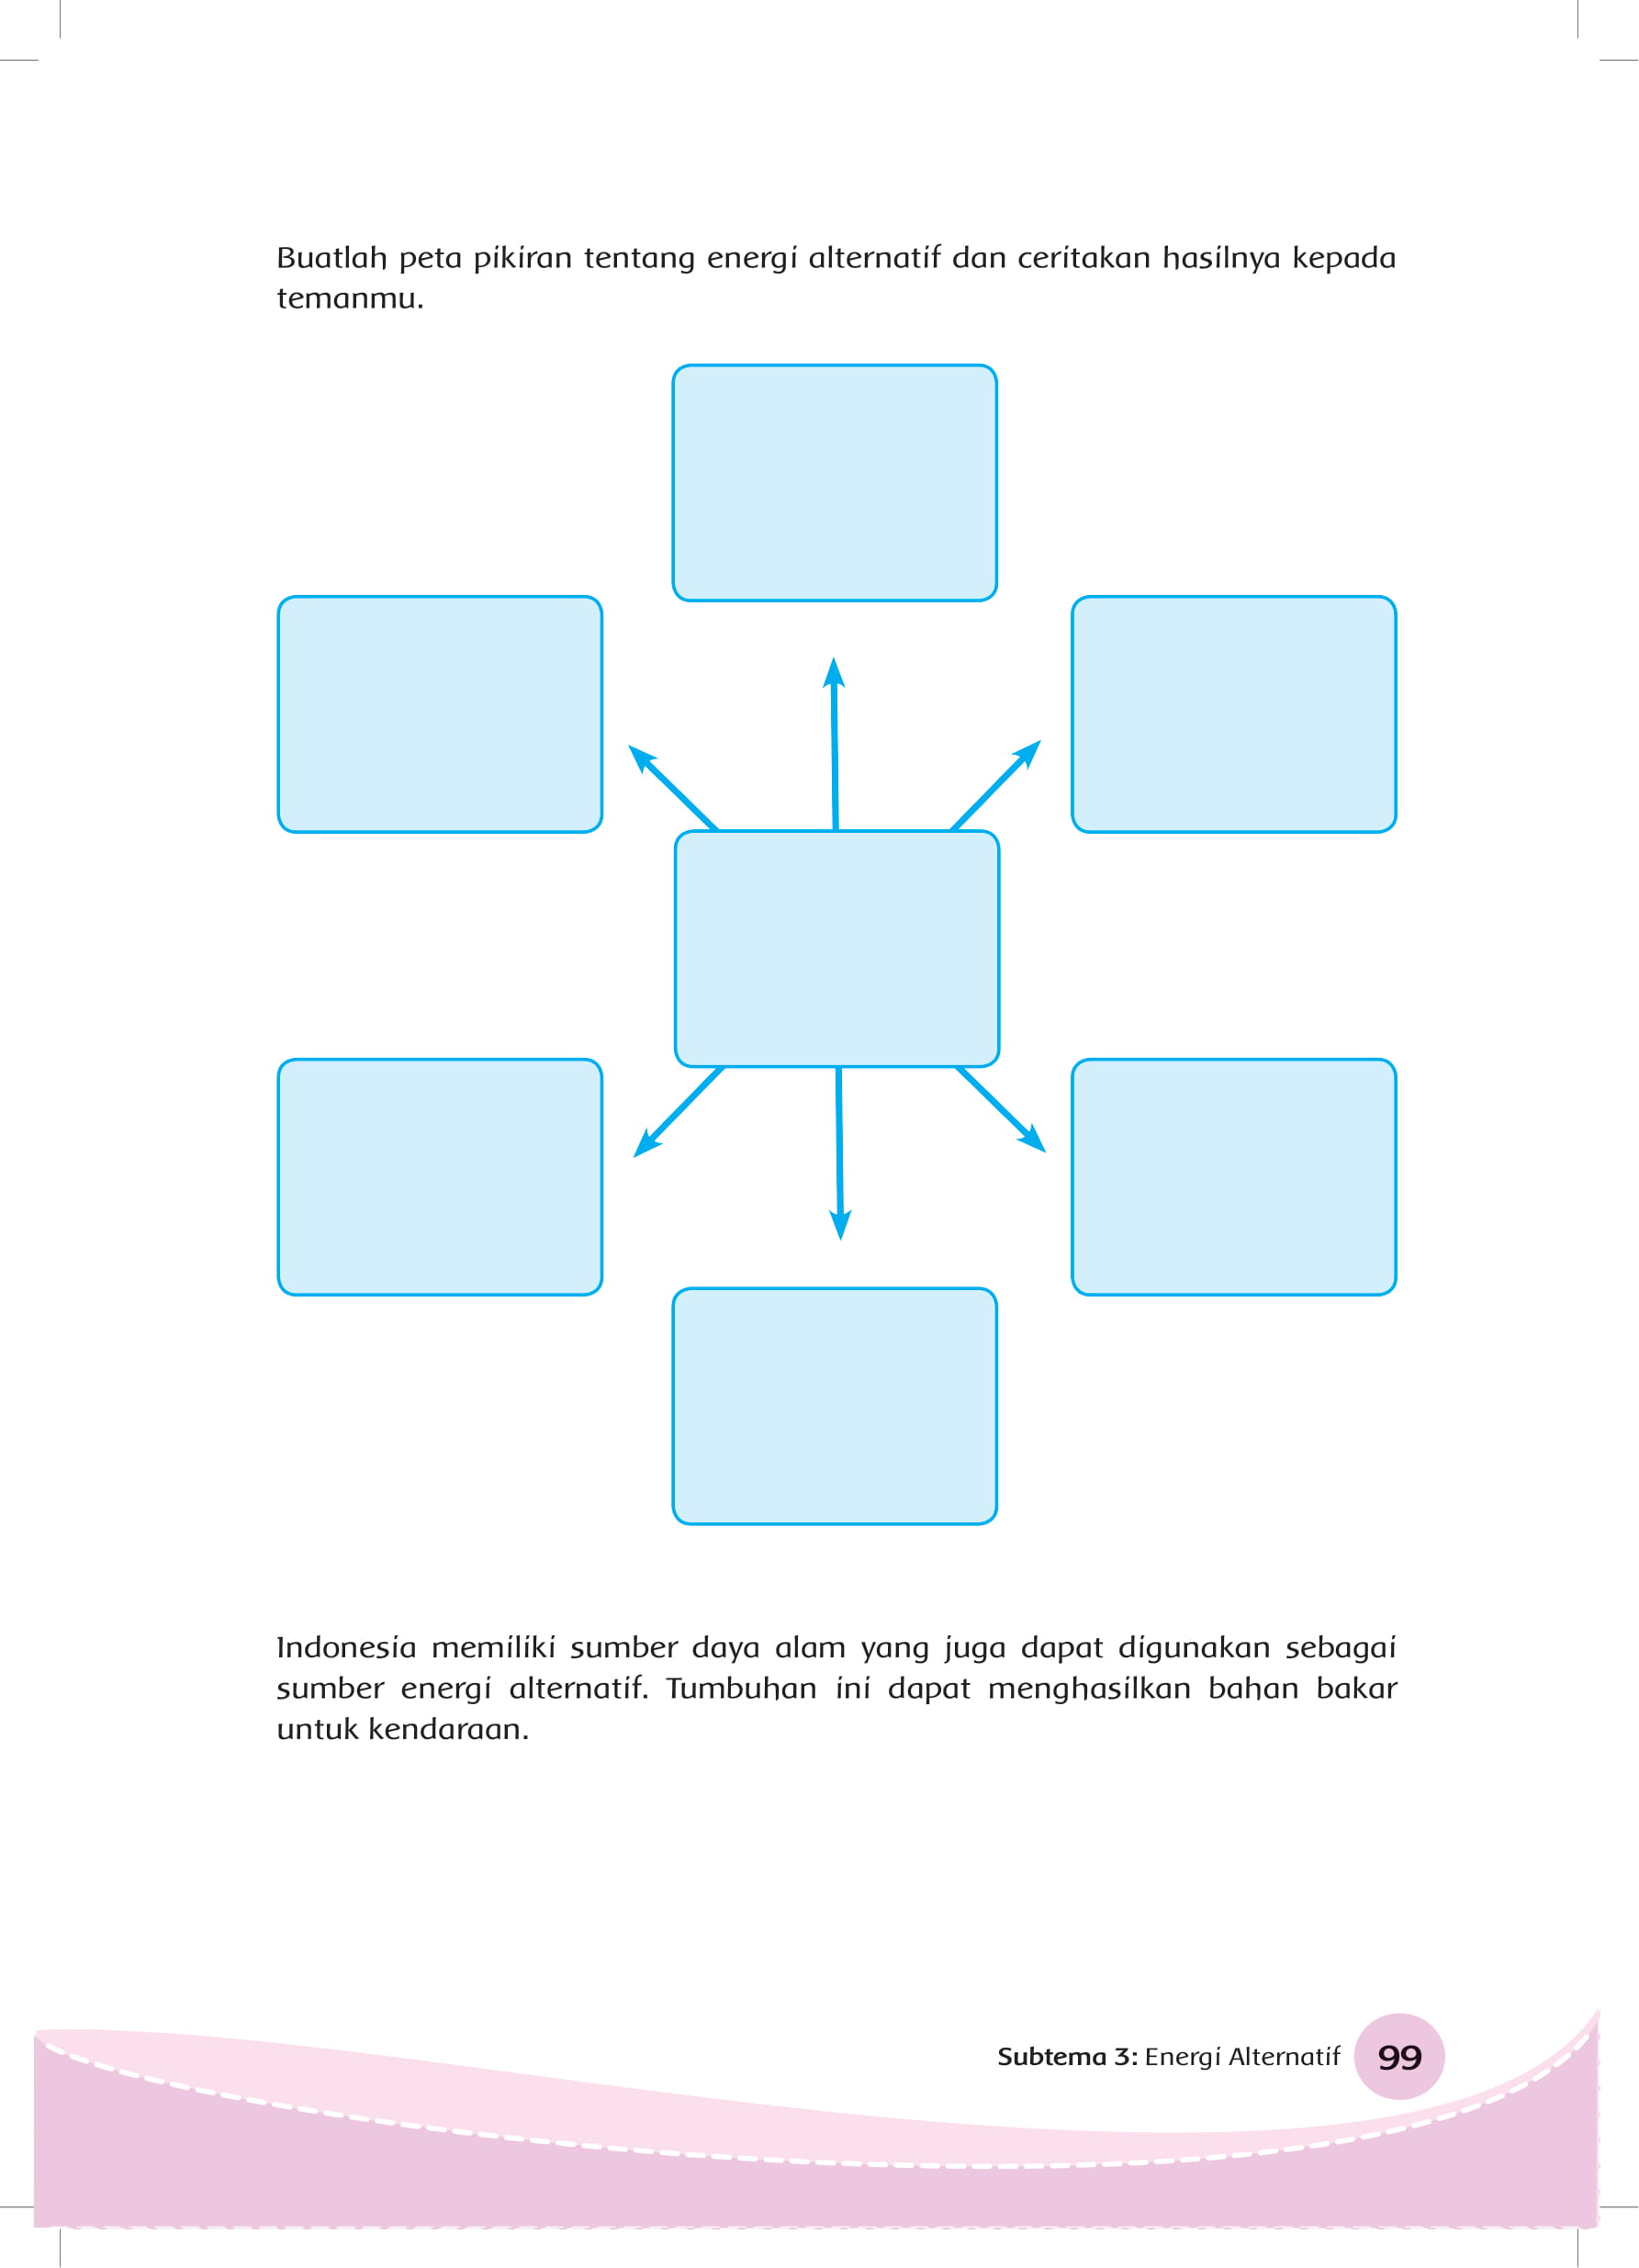 Buatlah peta pikiran tentang energi alternatif dan ceritakan hasilnya kepada
temanmu.
Indonesia memiliki sumber daya alam yang juga dapat digunakan sebagai
sumber energi alternatif. Tumbuhan ini dapat menghasilkan bahan bakar
untuk kendaraan.
Subtema 3: Energi Alternatif 99